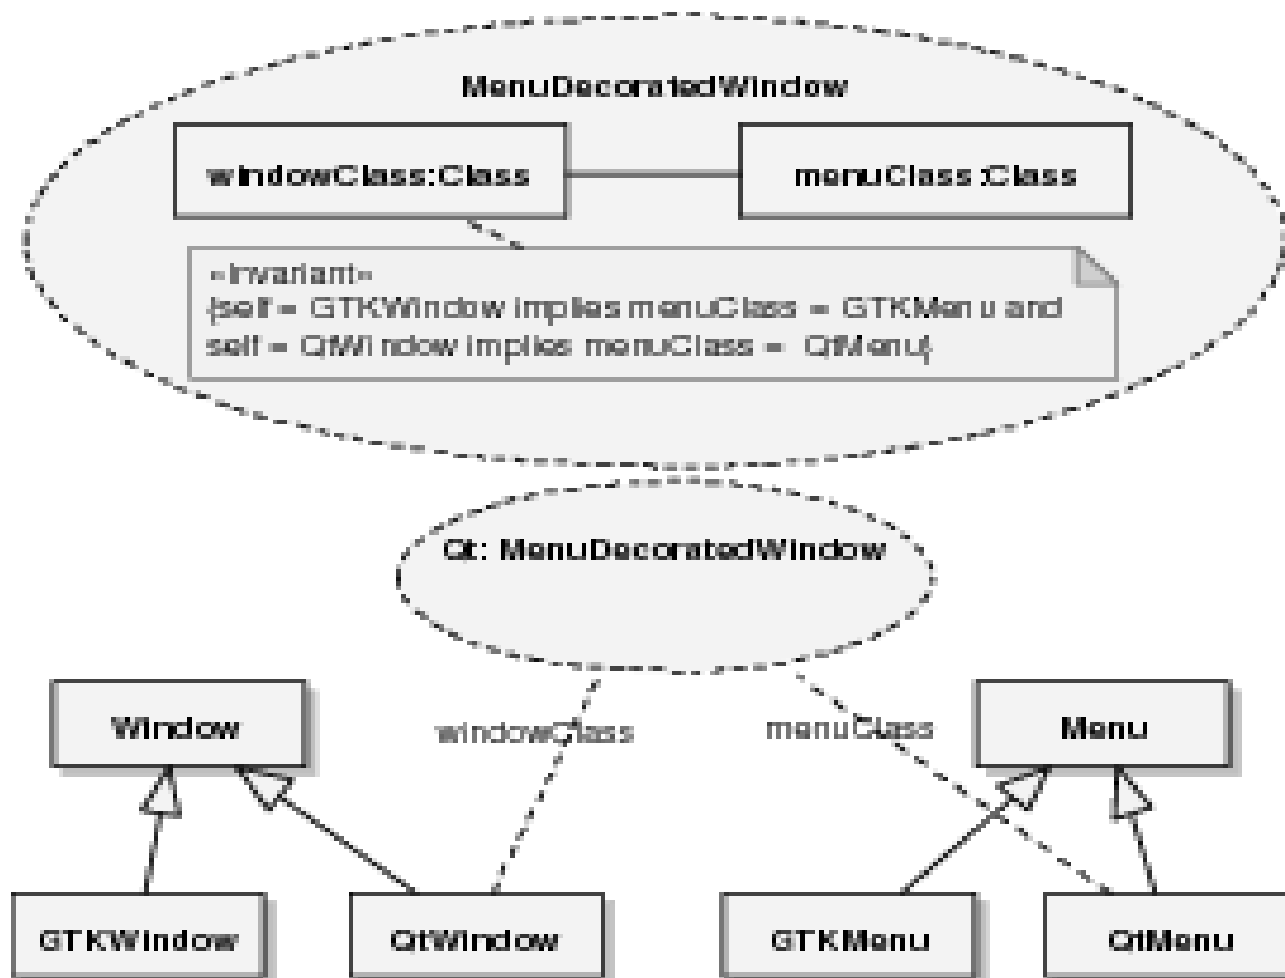 MenuDecoratedWindow
windowClass:Class
menuClass:Class
«invariant»
{self = GTKWindow implies menuClass = GTKMenu and
self = QtWindow implies menuClass = QtMenu}
Qt: MenuDecoratedWindow
Window
windowClass
menuClass
Menu
GTKWindow
QtWindow
GTKMenu
QtMenu